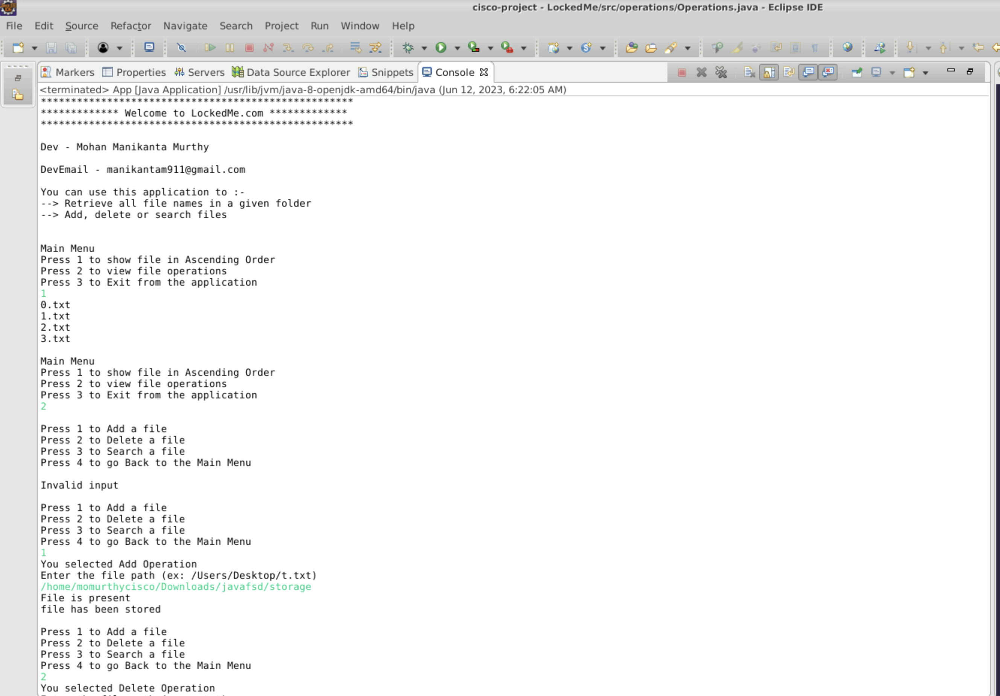 cisco-project - LockedMe/src/operations/Operations.java - Eclipse IDE
File Edit Source Refactor Navigate Search Project Run Window Help
Markers Properties Servers Data Source Explorer Snippets Console
<terminated> App [Java Application] /usr/lib/jvm/java-8-openjdk-amd64/bin/java (Jun 12, 2023, 6:22:05 AM)
****************************************************
************* Welcome to LockedMe.com *************
****************************************************
Dev - Mohan Manikanta Murthy
DevEmail - manikantam911@gmail.com
You can use this application to :-
--> Retrieve all file names in a given folder
--> Add, delete or search files
Main Menu
Press 1 to show file in Ascending Order
Press 2 to view file operations
Press 3 to Exit from the application
1
0.txt
1.txt
2.txt
3.txt
Main Menu
Press 1 to show file in Ascending Order
Press 2 to view file operations
Press 3 to Exit from the application
2
Press 1 to Add a file
Press 2 to Delete a file
Press 3 to Search a file
Press 4 to go Back to the Main Menu
Invalid input
Press 1 to Add a file
Press 2 to Delete a file
Press 3 to Search a file
Press 4 to go Back to the Main Menu
1
You selected Add Operation
Enter the file path (ex: /Users/Desktop/t.txt)
/home/momurthycisco/Downloads/javafsd/storage
File is present
file has been stored
Press 1 to Add a file
Press 2 to Delete a file
Press 3 to Search a file
Press 4 to go Back to the Main Menu
2
You selected Delete Operation